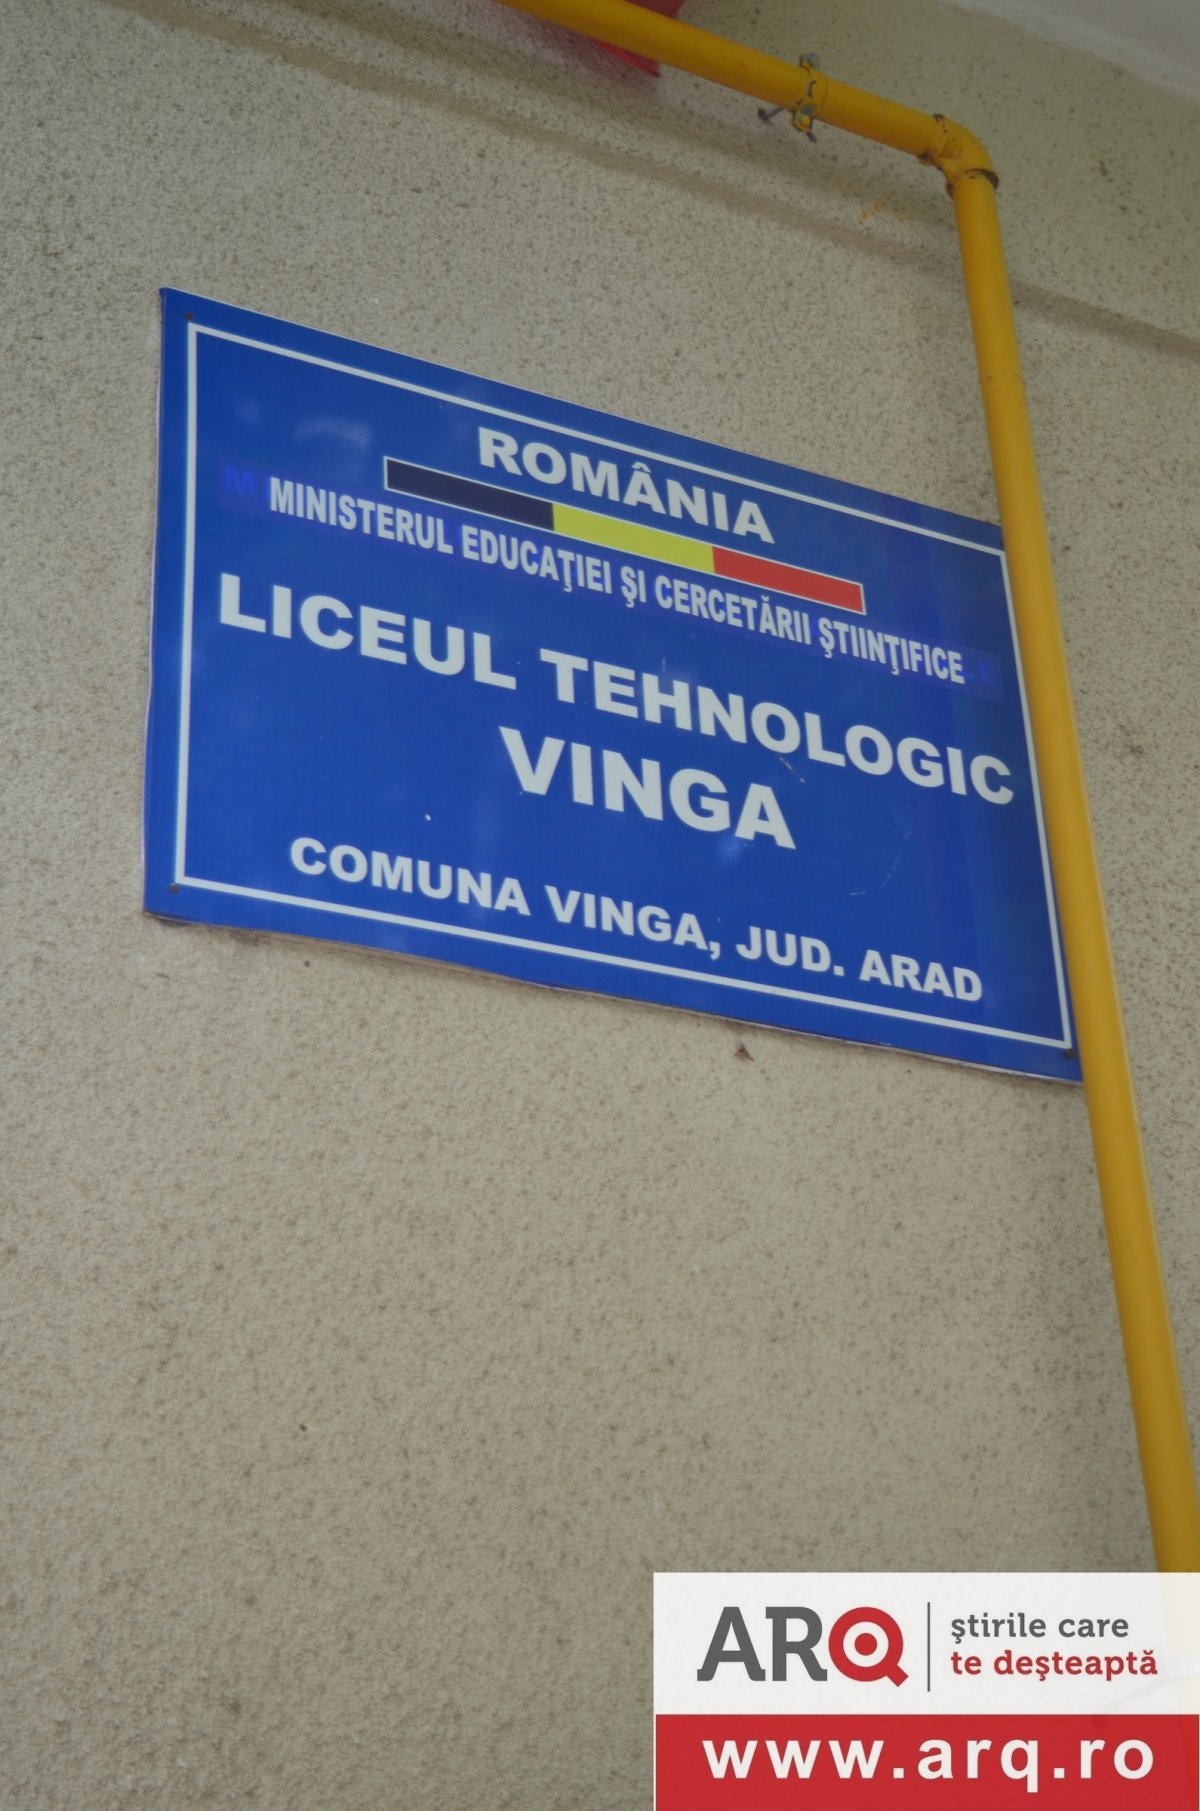 ROMÂNIA
MINISTERUL EDUCAŢIEI ŞI CERCETĂRII ŞTIINŢIFICE
LICEUL TEHNOLOGIC
VINGA
COMUNA VINGA, JUD. ARAD
ARQ
ştirile care
te deşteaptă
www.arq.ro